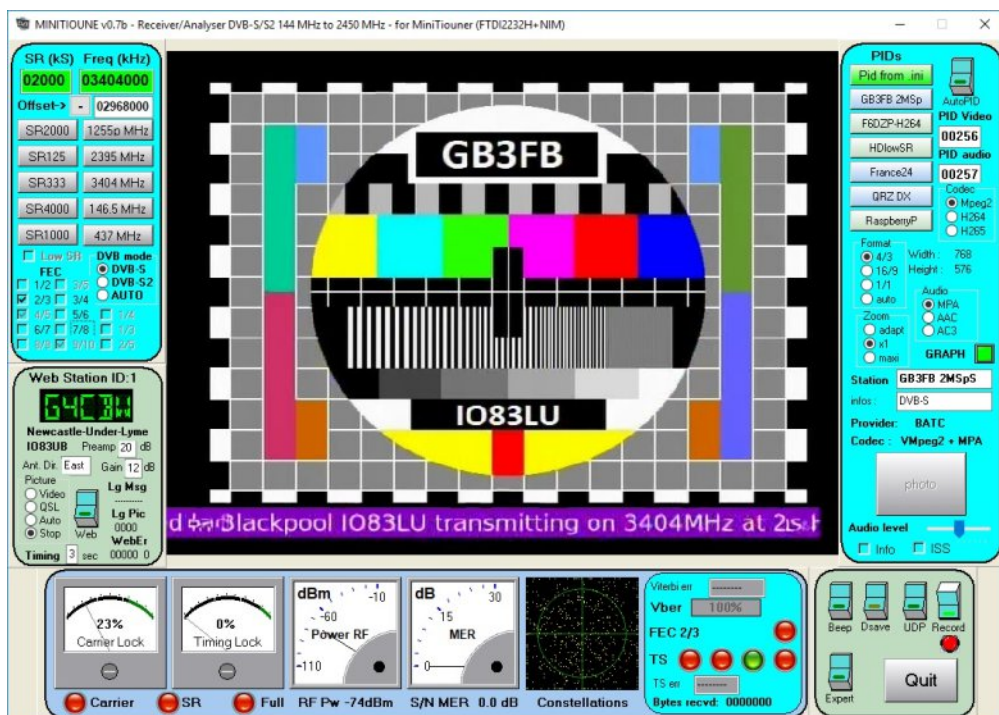 MINITIOUNE v0.7b - Receiver/Analyser DVB-S/S2 144 MHz to 2450 MHz - for MiniTiouner (FTDI2232H+NIM)
SR (kS) Freq (kHz)
02000 03404000
Offset-> - 02968000
SR2000 1255p MHz
SR125 2395 MHz
SR333 3404 MHz
SR4000 146.5 MHz
SR1000 437 MHz
Low SR DVB mode
FEC DVB-S
1/2 3/5 DVB-S2
2/3 3/4 AUTO
4/5 5/6 1/4
6/7 7/8 1/3
8/9 9/10 2/5
Web Station ID:1
G4CBW
Newcastle-Under-Lyme
IO83UB Preamp 20 dB
Ant. Dir. East Gain 12 dB
Picture Lg Msg
Video --------
QSL Lg Pic
Auto 0000
Stop Web WebEr
Timing 3 sec 00000 0
GB3FB
IO83LU
Blackpool IO83LU transmitting on 3404MHz at
PIDs
Pid from .ini
AutoPID
GB3FB 2MSp
PID Video
F6DZP-H264
00256
HDlowSR
PID audio
France24
00257
QRZ DX
Codec
Mpeg2
RaspberryP
H264
H265
Format
4/3 Width : 768
16/9 Height : 576
1/1
auto
Audio
MPA
Zoom
AAC
adapt
AC3
x1
maxi
GRAPH
Station GB3FB 2MSpS
infos : DVB-S
Provider: BATC
Codec : VMpeg2 + MPA
photo
Audio level
Info ISS
23%
Carrier Lock
0%
Timing Lock
dBm
-10
-60
Power RF
-110
dB
30
15
MER
0
Carrier SR Full RF Pw -74dBm S/N MER 0.0 dB Constellations
Viterbi err --------
Vber 100%
FEC 2/3
TS
TS err --------
Bytes recvd: 0000000
Beep Dsave UDP Record
Expert
Quit